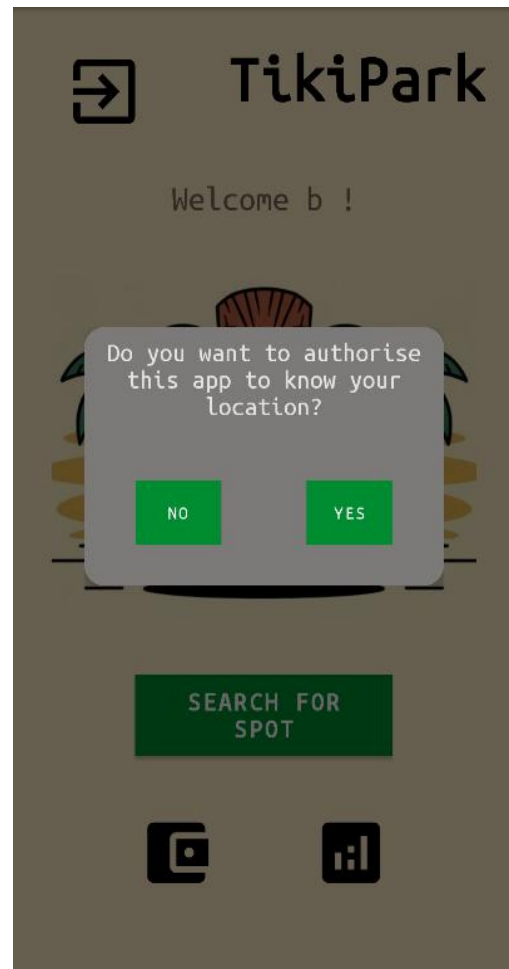 TikiPark
Welcome b !
Do you want to authorise
this app to know your
location?
NO
YES
SEARCH FOR
SPOT